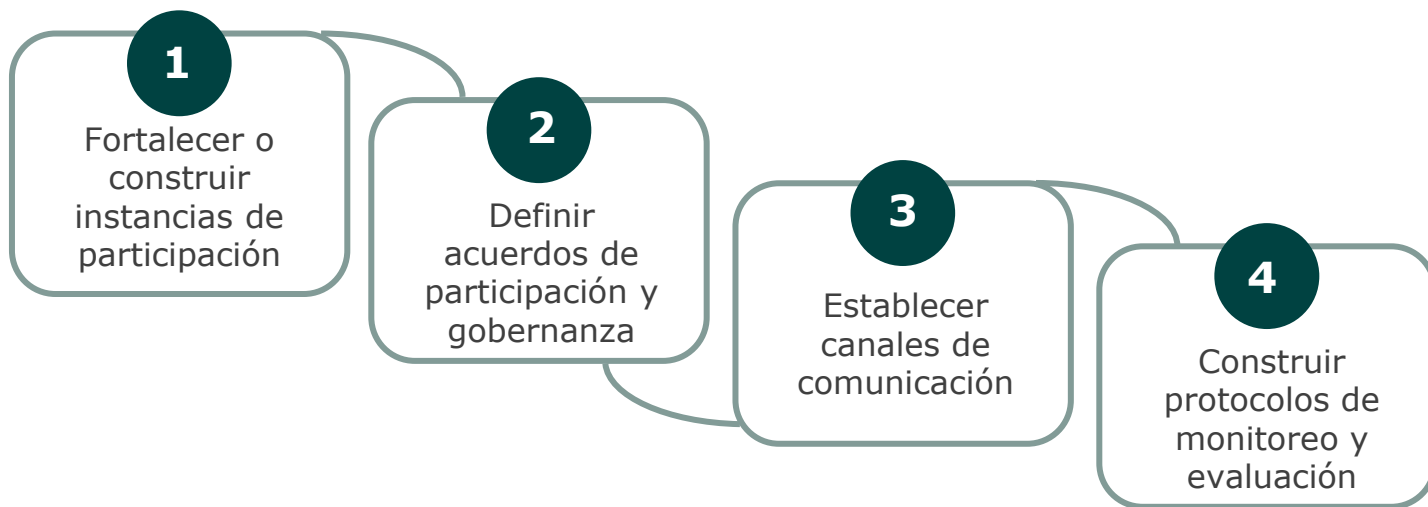 1
Fortalecer o
construir
instancias de
participación
2
Definir
acuerdos de
participación y
gobernanza
3
Establecer
canales de
comunicación
4
Construir
protocolos de
monitoreo y
evaluación